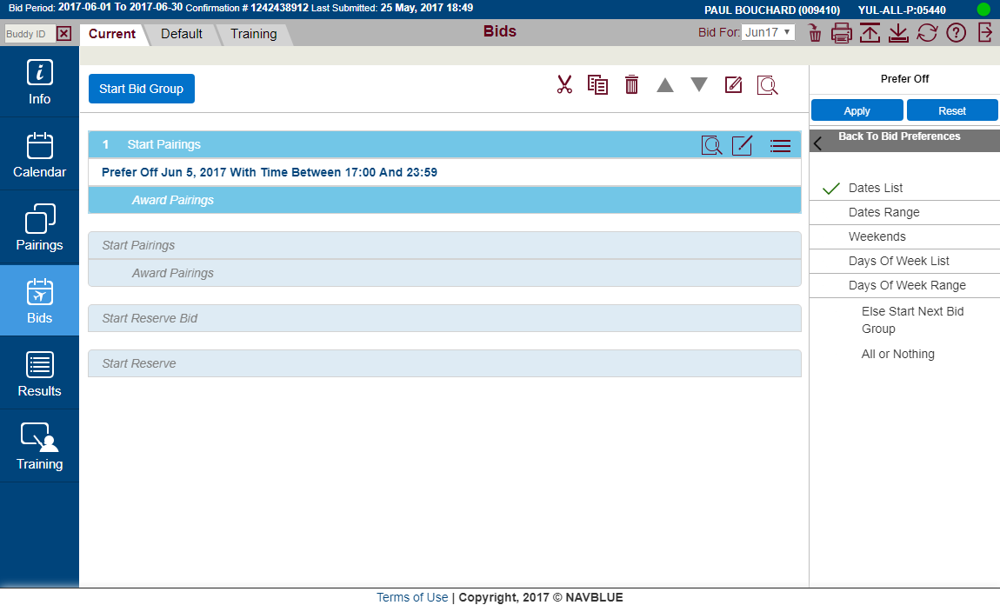 Bid Period: 2017-06-01 To 2017-06-30 Confirmation # 1242438912 Last Submitted: 25 May, 2017 18:49
PAUL BOUCHARD (009410) YUL-ALL-P:05440
Buddy ID
Current
Default
Training
Bids
Bid For: Jun17
Info
Calendar
Pairings
Bids
Results
Training
Start Bid Group
1 Start Pairings
Prefer Off Jun 5, 2017 With Time Between 17:00 And 23:59
Award Pairings
Start Pairings
Award Pairings
Start Reserve Bid
Start Reserve
Prefer Off
Apply
Reset
Back To Bid Preferences
Dates List
Dates Range
Weekends
Days Of Week List
Days Of Week Range
Else Start Next Bid
Group
All or Nothing
Terms of Use | Copyright, 2017 © NAVBLUE